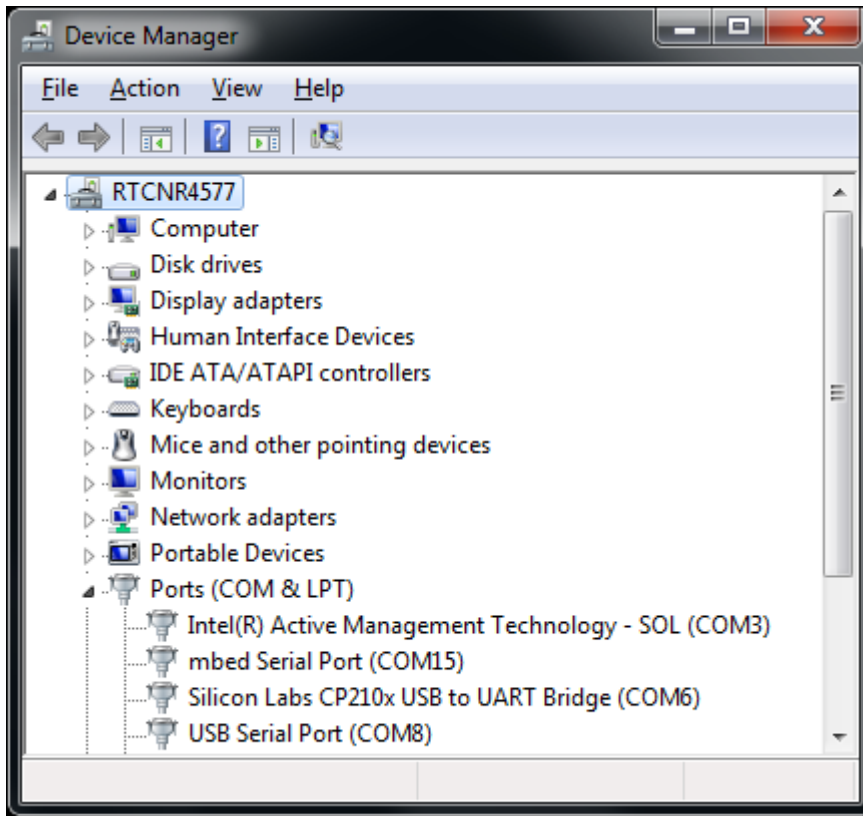 Device Manager
File Action View Help
RTCNR4577
Computer
Disk drives
Display adapters
Human Interface Devices
IDE ATA/ATAPI controllers
Keyboards
Mice and other pointing devices
Monitors
Network adapters
Portable Devices
Ports (COM & LPT)
Intel(R) Active Management Technology - SOL (COM3)
mbed Serial Port (COM15)
Silicon Labs CP210x USB to UART Bridge (COM6)
USB Serial Port (COM8)